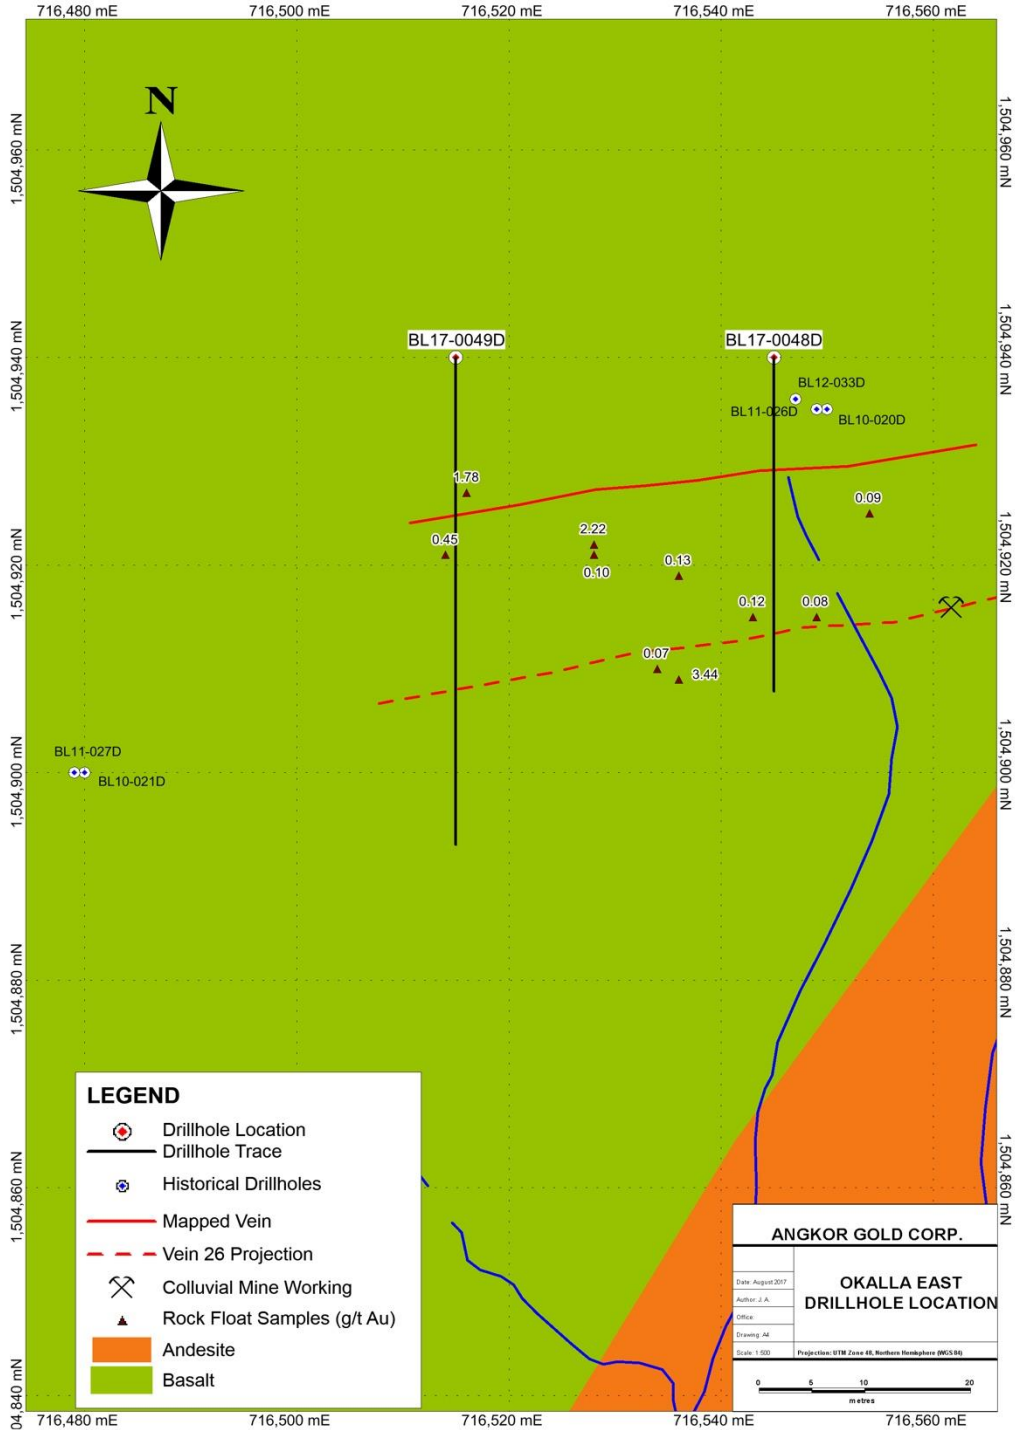 716,480 mE
716,500 mE
716,520 mE
716,540 mE
716,560 mE
N
1,504,960 mN
1,504,960 mN
BL17-0049D
BL17-0048D
1,504,940 mN
1,504,940 mN
BL12-033D
BL11-026D
BL10-020D
1.78
0.09
2.22
0.45
0.10
0.13
1,504,920 mN
1,504,920 mN
0.12
0.08
0.07
3.44
BL11-027D
BL10-021D
1,504,900 mN
1,504,900 mN
1,504,880 mN
1,504,880 mN
LEGEND
Drillhole Location
Drillhole Trace
Historical Drillholes
Mapped Vein
Vein 26 Projection
Colluvial Mine Working
Rock Float Samples (g/t Au)
Andesite
Basalt
1,504,860 mN
1,504,860 mN
ANGKOR GOLD CORP.
Date: August 2017
Author: J. A.
Office:
Drawing: A4
Scale: 1:500
OKALLA EAST
DRILLHOLE LOCATION
Projection: UTM Zone 48, Northern Hemisphere (WGS 84)
0
5
10
20
metres
04,840 mN
716,480 mE
716,500 mE
716,520 mE
716,540 mE
716,560 mE